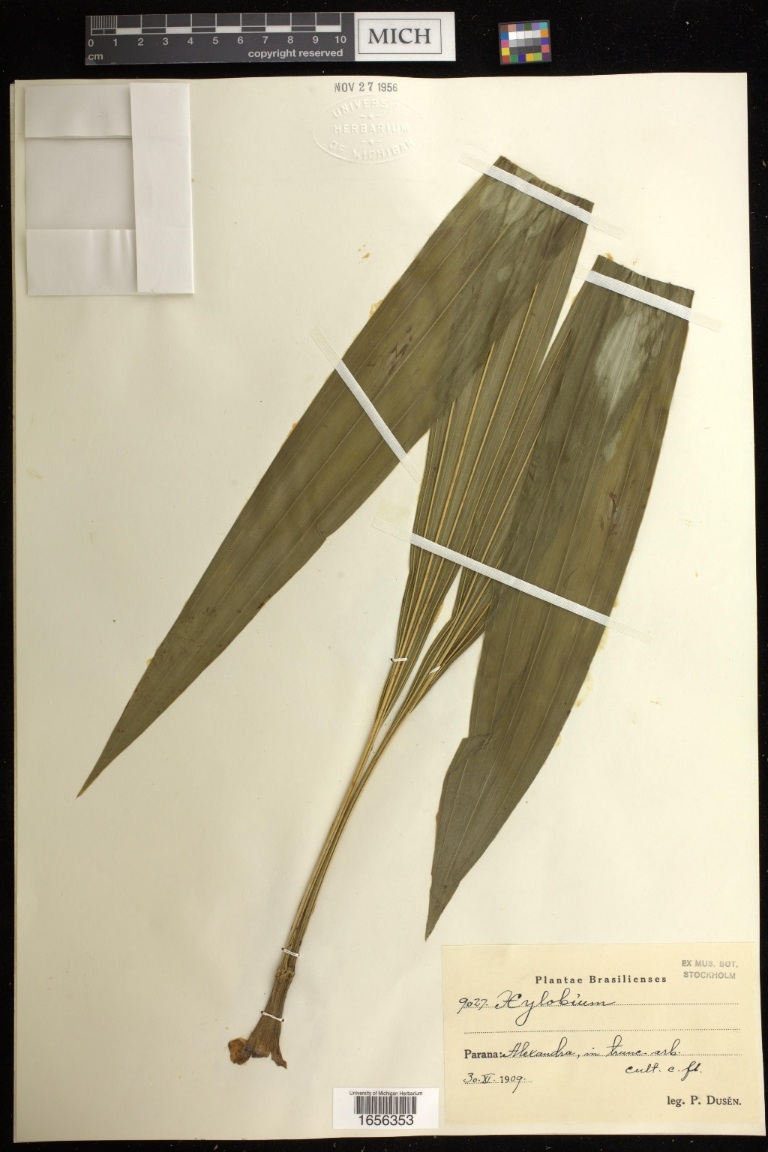 0 1 2 3 4 5 6 7 8 9 10
cm copyright reserved
MICH
NOV 27 1956
UNIVERSITY
HERBARIUM
OF MICHIGAN
EX MUS. BOT.
STOCKHOLM
Plantae Brasilienses
9027. Xylobium
Parana: Alexandra, in trunc. arb.
cult. c. fl.
30. XI. 1909.
leg. P. DUSÉN.
University of Michigan Herbarium
1656353